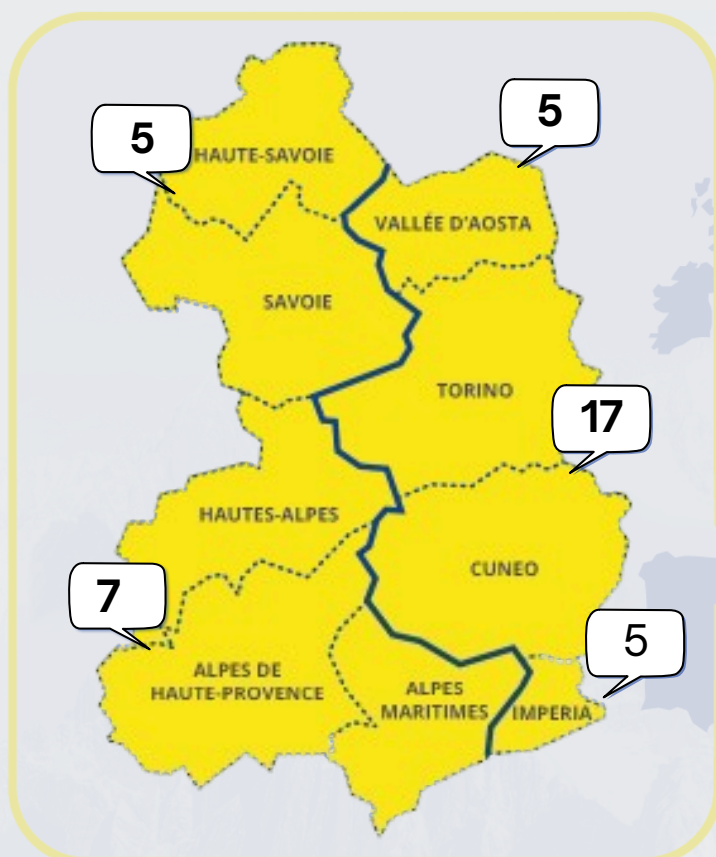 5
5
HAUTE-SAVOIE
VALLÉE D'AOSTA
SAVOIE
TORINO
17
HAUTES-ALPES
CUNEO
7
5
ALPES DE
HAUTE-PROVENCE
ALPES
MARITIMES
IMPERIA